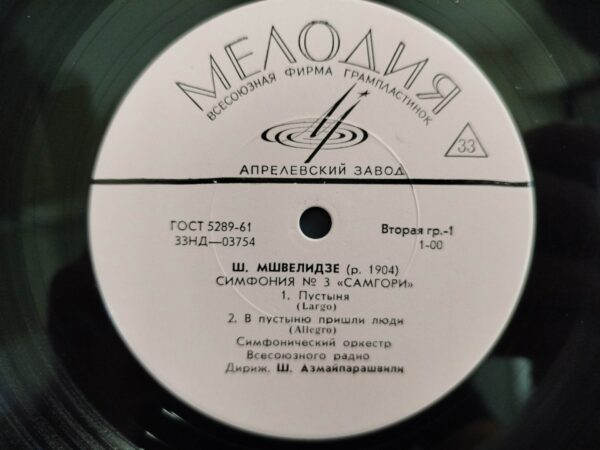 МЕЛОДИЯ
ВСЕСОЮЗНАЯ ФИРМА ГРАМПЛАСТИНОК
33
АПРЕЛЕВСКИЙ ЗАВОД
ГОСТ 5289-61
33НД—03754
Вторая гр.-1
1-00
Ш. МШВЕЛИДЗЕ (р. 1904)
СИМФОНИЯ № 3 «САМГОРИ»
1. Пустыня
(Largo)
2. В пустыню пришли люди
(Allegro)
Симфонический оркестр
Всесоюзного радио
Дириж. Ш. Азмайпарашвили